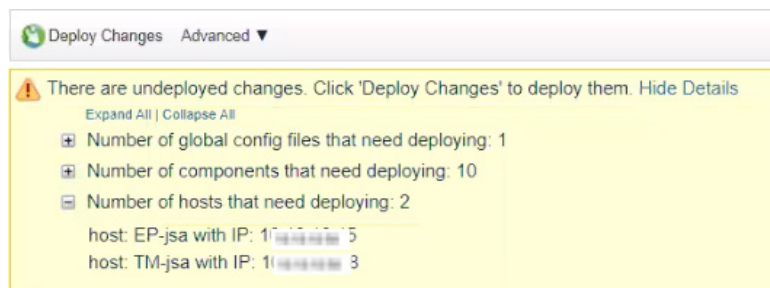 Deploy Changes Advanced ▼
There are undeployed changes. Click 'Deploy Changes' to deploy them. Hide Details
Expand All | Collapse All
Number of global config files that need deploying: 1
Number of components that need deploying: 10
Number of hosts that need deploying: 2
host: EP-jsa with IP:
host: TM-jsa with IP: